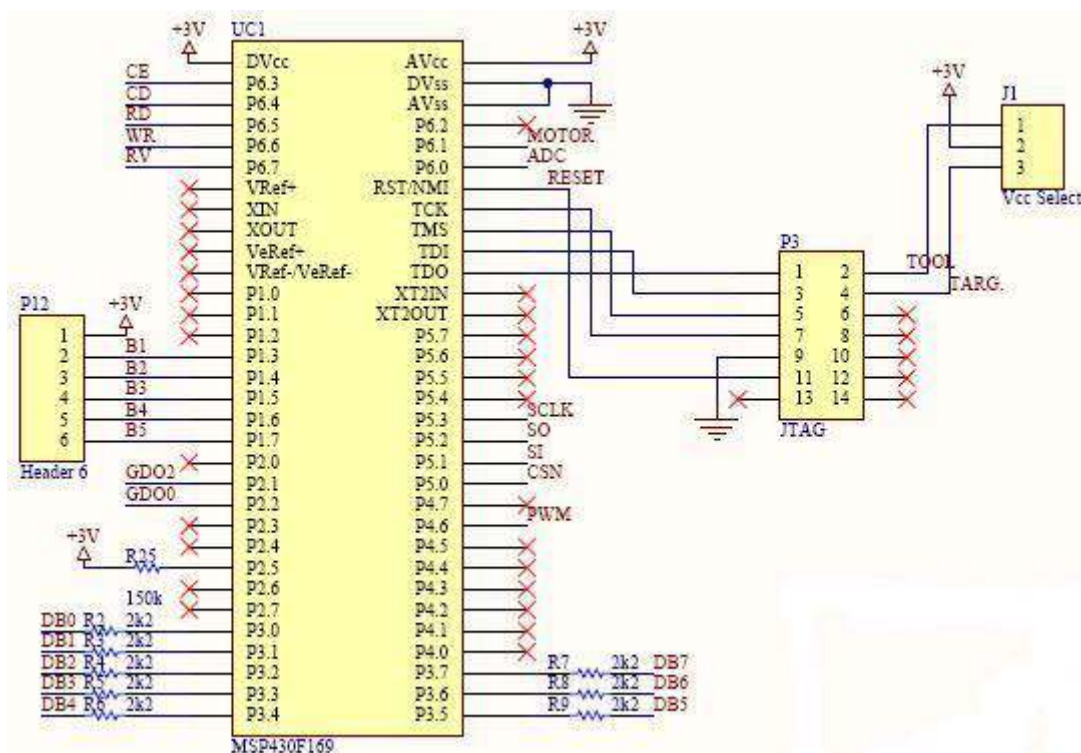 UC1
+3V
DVcc
AVcc
+3V
CE
P6.3
DVss
CD
P6.4
AVss
RD
P6.5
P6.2
WR
P6.6
P6.1
MOTOR
RV
P6.7
P6.0
ADC
VRef+
RST/NMI
RESET
XIN
TCK
XOUT
TMS
VeRef+
TDI
VRef-/VeRef-
TDO
P1.0
XT2IN
P1.1
XT2OUT
P1.2
P5.7
B1
P1.3
P5.6
B2
P1.4
P5.5
B3
P1.5
P5.4
B4
P1.6
P5.3
SCLK
B5
P1.7
P5.2
SO
P2.0
P5.1
SI
GDO2
P2.1
P5.0
CSN
GDO0
P2.2
P4.7
P2.3
P4.6
PWM
P2.4
P4.5
+3V
R25
150k
P2.5
P4.4
P2.6
P4.3
P2.7
P4.2
DB0 R2 2k2
P3.0
P4.1
DB1 R3 2k2
P3.1
P4.0
DB2 R4 2k2
P3.2
P3.7
R7 2k2 DB7
DB3 R5 2k2
P3.3
P3.6
R8 2k2 DB6
DB4 R6 2k2
P3.4
P3.5
R9 2k2 DB5
MSP430F169
P12
+3V
1
2
3
4
5
6
Header 6
+3V
J1
1
2
3
Vcc Select
P3
1 2
TOOL
3 4
TARG.
5 6
7 8
9 10
11 12
13 14
JTAG